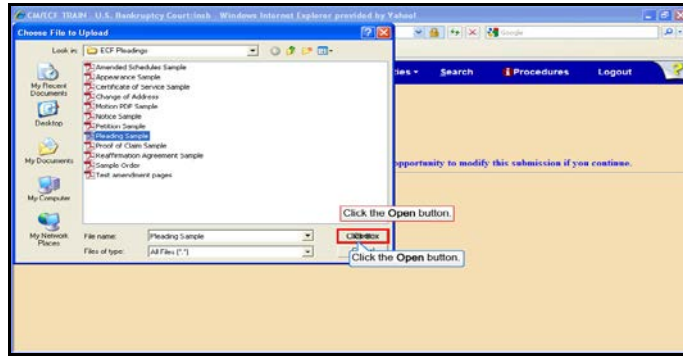 CM/ECF TRAIN - U.S. Bankruptcy Court:insb - Windows Internet Explorer provided by Yahoo!
Choose File to Upload
Look in: ECF Pleadings
Google
My Recent Documents
Desktop
My Documents
My Computer
My Network Places
Amended Schedules Sample
Appearance Sample
Certificate of Service Sample
Change of Address
Motion PDF Sample
Notice Sample
Petition Sample
Pleading Sample
Proof of Claim Sample
Reaffirmation Agreement Sample
Sample Order
Test amendment pages
Search
Procedures
Logout
?
opportunity to modify this submission if you continue.
Click the Open button.
File name: Pleading Sample
Files of type: All Files (*.*)
Click the Open button.